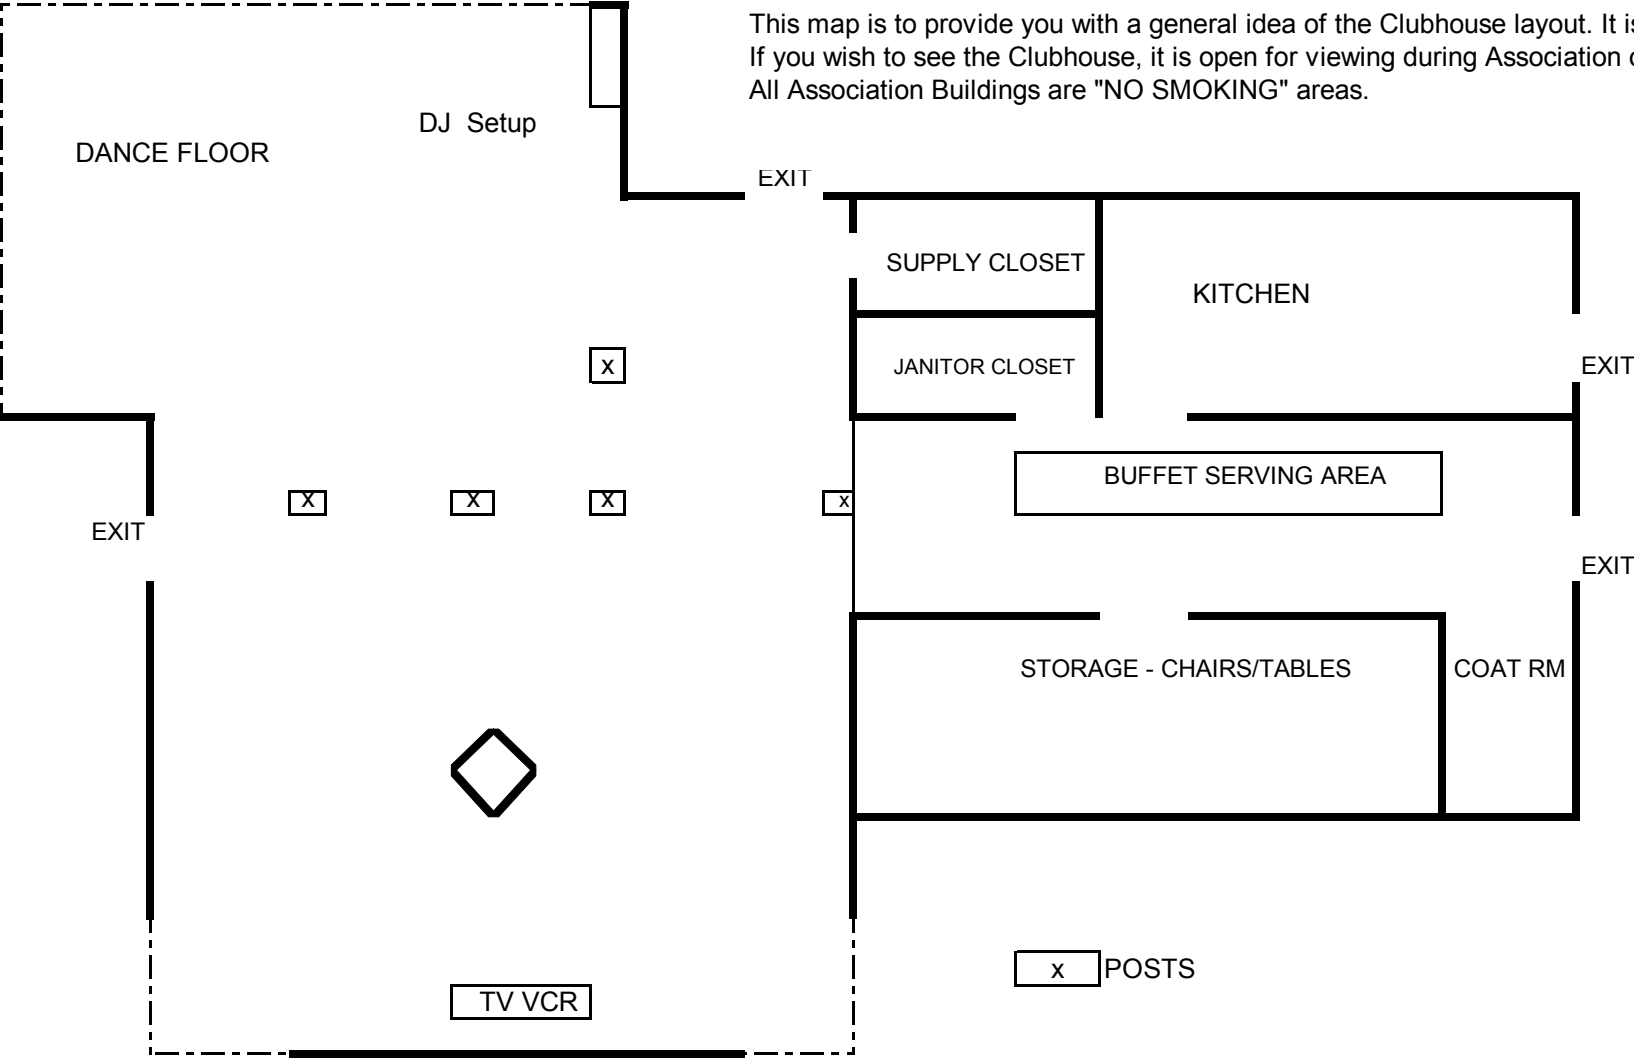 This map is to provide you with a general idea of the Clubhouse layout. It is
If you wish to see the Clubhouse, it is open for viewing during Association
All Association Buildings are "NO SMOKING" areas.
DJ Setup
DANCE FLOOR
EXIT
SUPPLY CLOSET
KITCHEN
x
JANITOR CLOSET
EXIT
BUFFET SERVING AREA
x x x x
EXIT
EXIT
STORAGE - CHAIRS/TABLES COAT RM
x POSTS
TV VCR